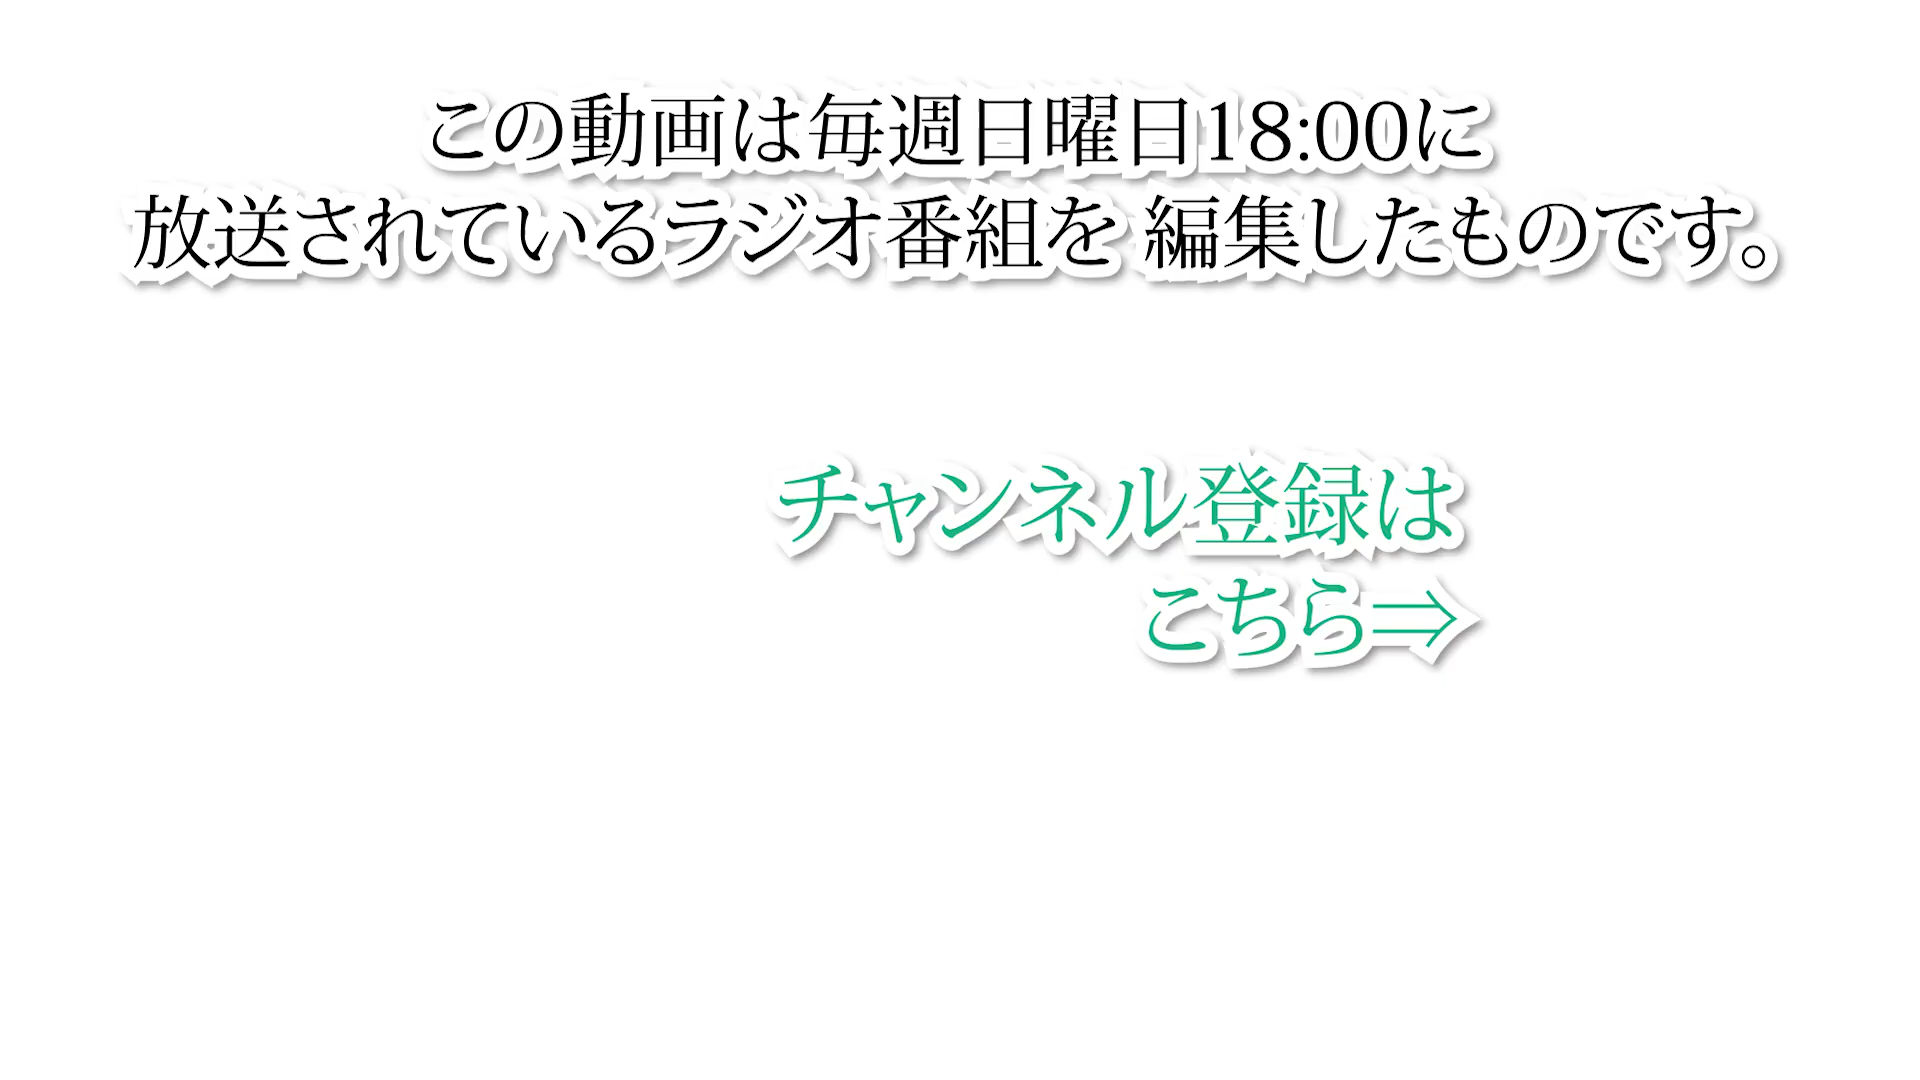 この動画は毎週日曜日18:00に
放送されているラジオ番組を 編集したものです。
チャンネル登録は
こちら⇒